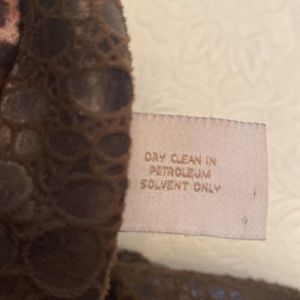 DRY CLEAN IN
PETROLEUM
SOLVENT ONLY